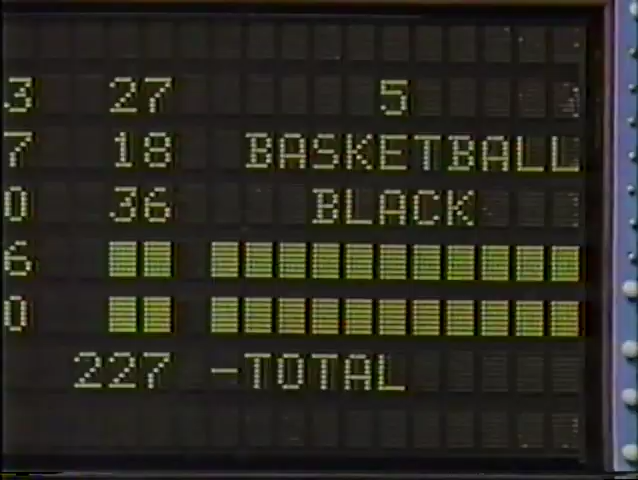 3 27 5
7 18 BASKETBALL
0 36 BLACK
6
0
227 -TOTAL